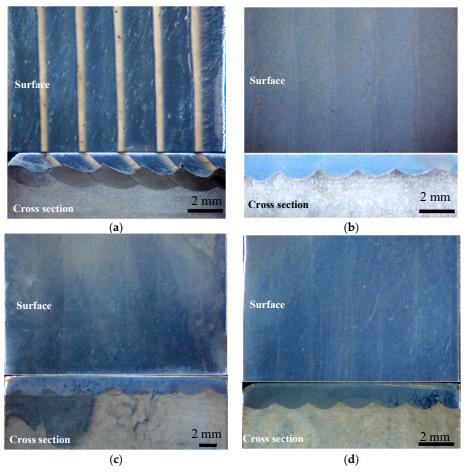 Surface
Cross section
2 mm
(a)
Surface
Cross section
2 mm
(b)
Surface
Cross section
2 mm
(c)
Surface
Cross section
2 mm
(d)